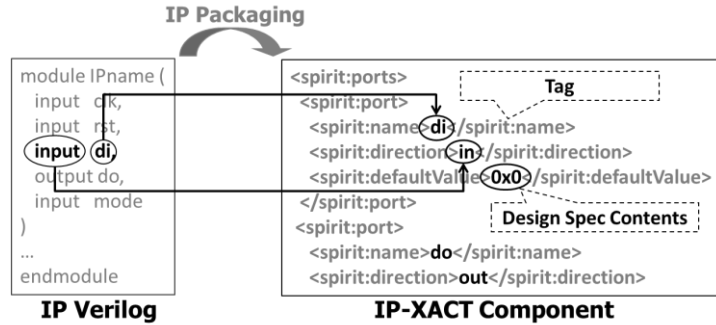 IP Packaging
module IPname (
input clk,
input rst,
input di,
output do,
input mode
)
...
endmodule
IP Verilog
<spirit:ports>
Tag
<spirit:port>
<spirit:name>di</spirit:name>
<spirit:direction>in</spirit:direction>
<spirit:defaultValue>0x0</spirit:defaultValue>
</spirit:port>
Design Spec Contents
<spirit:port>
<spirit:name>do</spirit:name>
<spirit:direction>out</spirit:direction>
IP-XACT Component